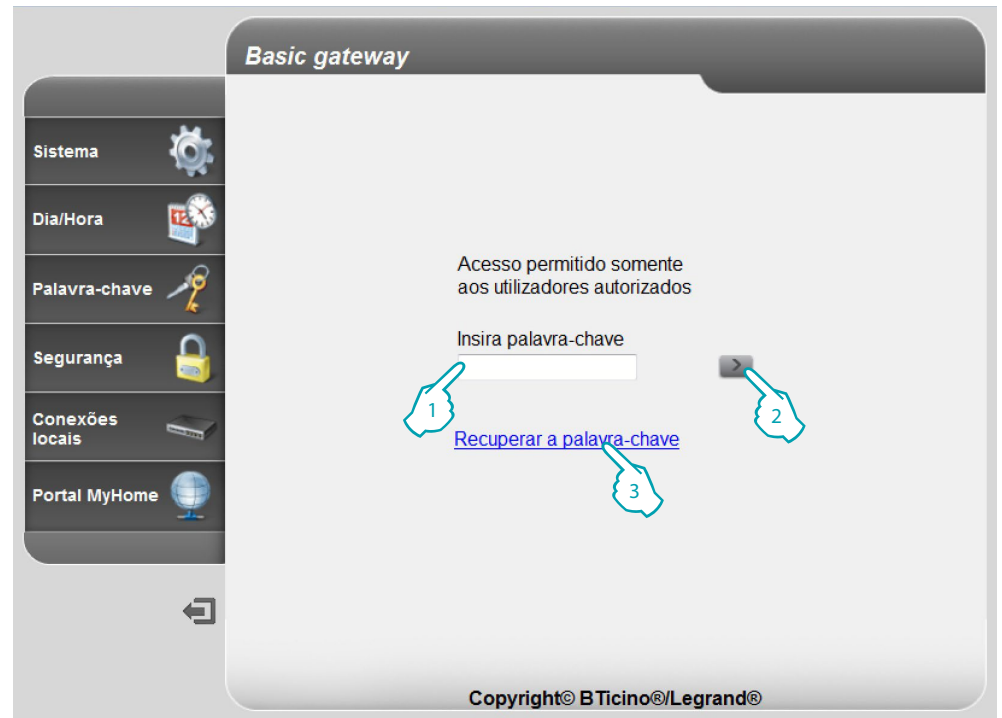 Basic gateway
Sistema
Dia/Hora
12
Palavra-chave
Segurança
Conexões
locais
Portal MyHome
Acesso permitido somente
aos utilizadores autorizados
Insira palavra-chave
1
2
Recuperar a palavra-chave
3
Copyright© BTicino®/Legrand®